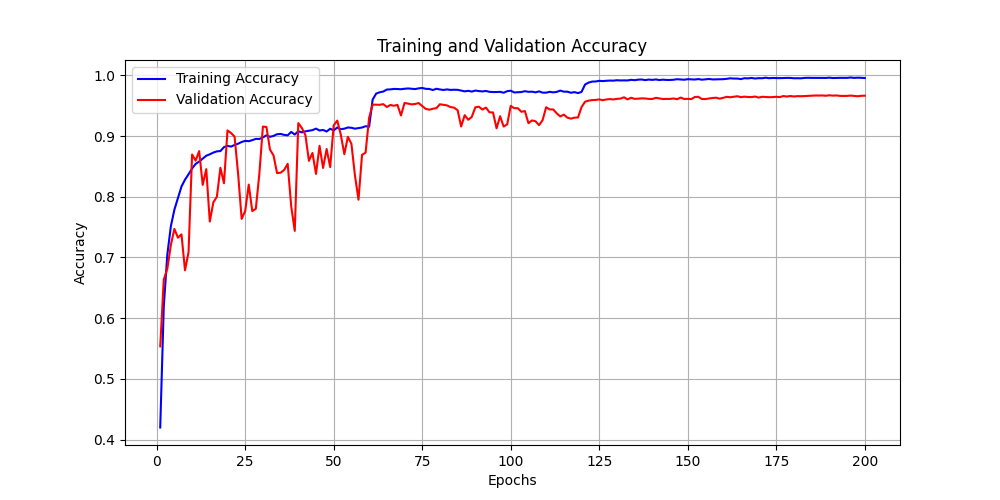 Training and Validation Accuracy
Training Accuracy
Validation Accuracy
1.0
0.9
0.8
0.7
0.6
0.5
0.4
Accuracy
0 25 50 75 100 125 150 175 200
Epochs